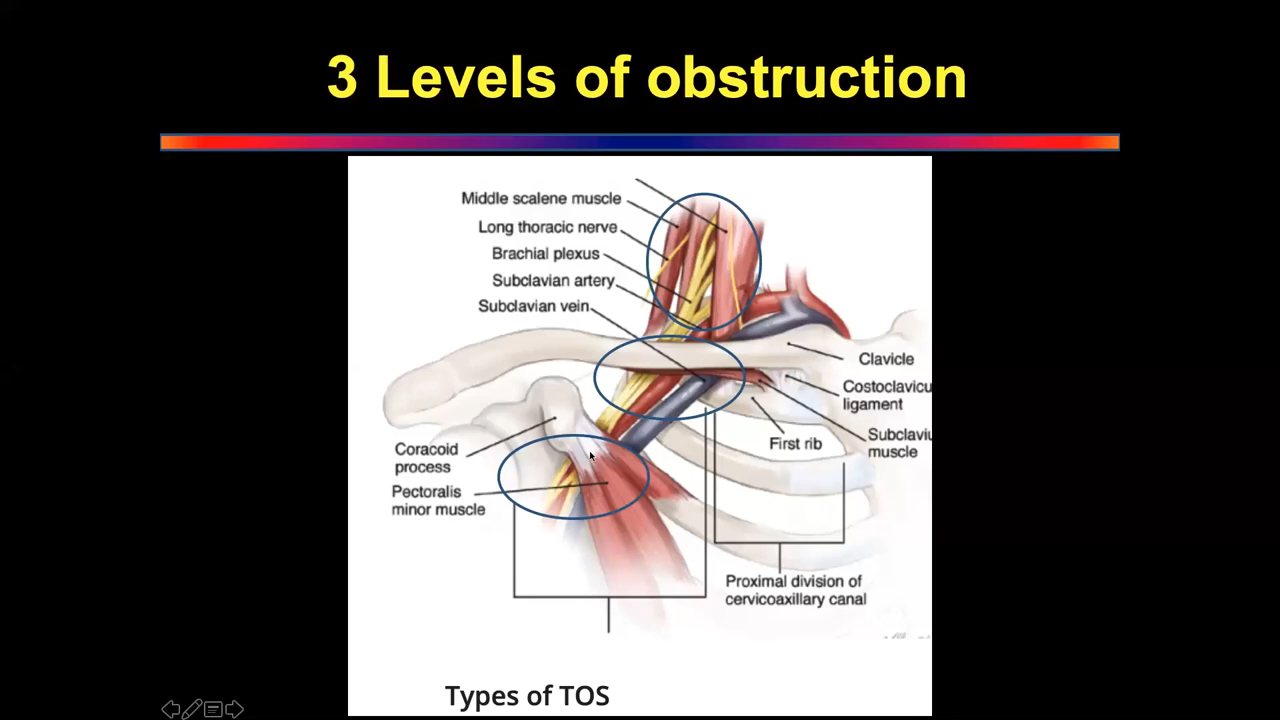 3 Levels of obstruction
Middle scalene muscle
Long thoracic nerve
Brachial plexus
Subclavian artery
Subclavian vein
Clavicle
Costoclavicu
ligament
First rib
Subclaviu
muscle
Coracoid
process
Pectoralis
minor muscle
Proximal division of
cervicoaxillary canal
Types of TOS